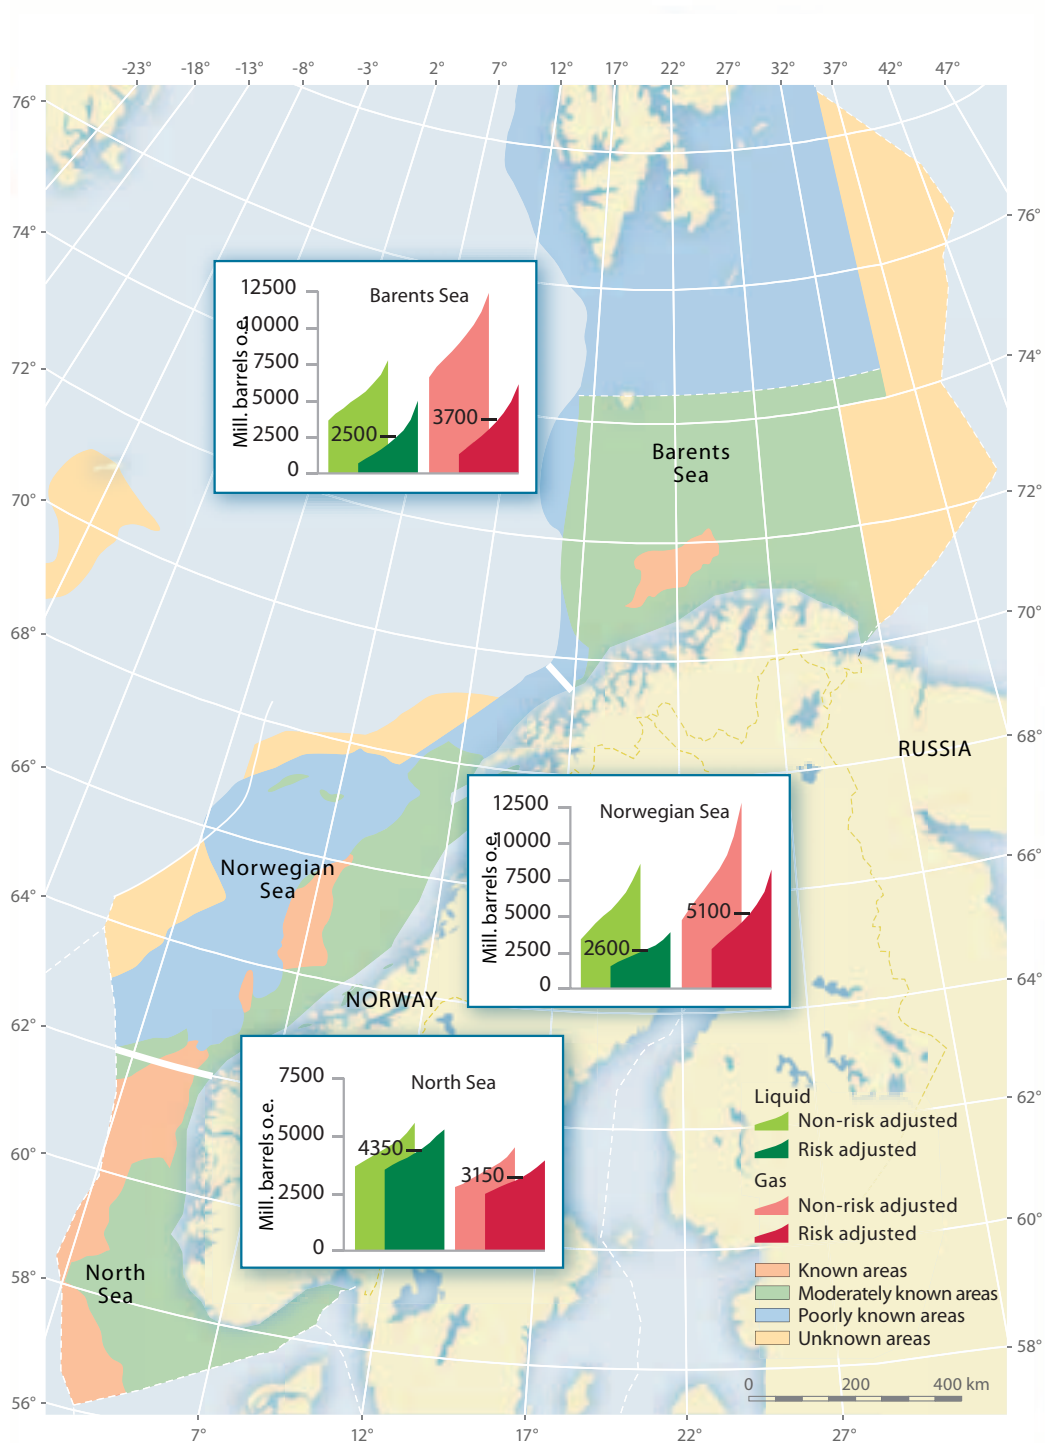 -23° -18° -13° -8° -3° 2° 7° 12° 17° 22° 27° 32° 37° 42° 47°
76°
74°
72°
70°
68°
66°
64°
62°
60°
58°
56°
76°
74°
72°
70°
68°
66°
64°
62°
60°
58°
Barents Sea
Mill. barrels o.e.
12500
10000
7500
5000
2500
0
2500
3700
Barents
Sea
RUSSIA
Norwegian Sea
Mill. barrels o.e.
12500
10000
7500
5000
2500
0
2600
5100
Norwegian
Sea
NORWAY
North Sea
Mill. barrels o.e.
7500
5000
2500
0
4350
3150
North
Sea
Liquid
Non-risk adjusted
Risk adjusted
Gas
Non-risk adjusted
Risk adjusted
Known areas
Moderately known areas
Poorly known areas
Unknown areas
0 200 400 km
7° 12° 17° 22° 27°